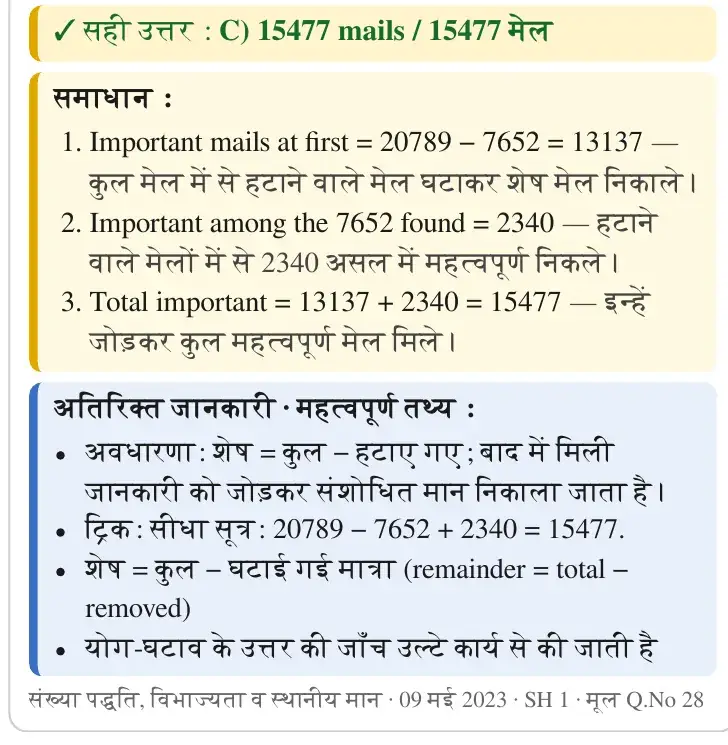 ✓ सही उत्तर : C) 15477 mails / 15477 मेल
समाधान :
1. Important mails at first = 20789 − 7652 = 13137 —
कुल मेल में से हटाने वाले मेल घटाकर शेष मेल निकाले।
2. Important among the 7652 found = 2340 — हटाने
वाले मेलों में से 2340 असल में महत्वपूर्ण निकले।
3. Total important = 13137 + 2340 = 15477 — इन्हें
जोड़कर कुल महत्वपूर्ण मेल मिले।
अतिरिक्त जानकारी · महत्वपूर्ण तथ्य :
• अवधारणा : शेष = कुल − हटाए गए ; बाद में मिली
जानकारी को जोड़कर संशोधित मान निकाला जाता है।
• ट्रिक : सीधा सूत्र : 20789 − 7652 + 2340 = 15477.
• शेष = कुल − घटाई गई मात्रा (remainder = total −
removed)
• योग-घटाव के उत्तर की जाँच उल्टे कार्य से की जाती है
संख्या पद्धति, विभाज्यता व स्थानीय मान · 09 मई 2023 · SH 1 · मूल Q.No 28